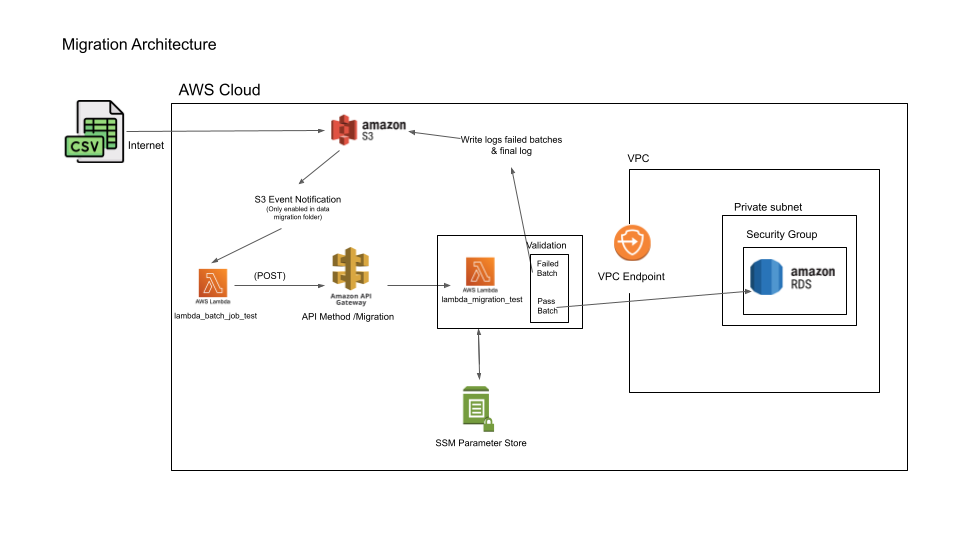 Migration Architecture
AWS Cloud
CSV
Internet
amazon
S3
Write logs failed batches
& final log
S3 Event Notification
(Only enabled in data
migration folder)
(POST)
AWS Lambda
lambda_batch_job_test
Amazon API
Gateway
API Method /Migration
Validation
Failed
Batch
AWS Lambda
lambda_migration_test
Pass
Batch
SSM Parameter Store
VPC
VPC Endpoint
Private subnet
Security Group
amazon
RDS